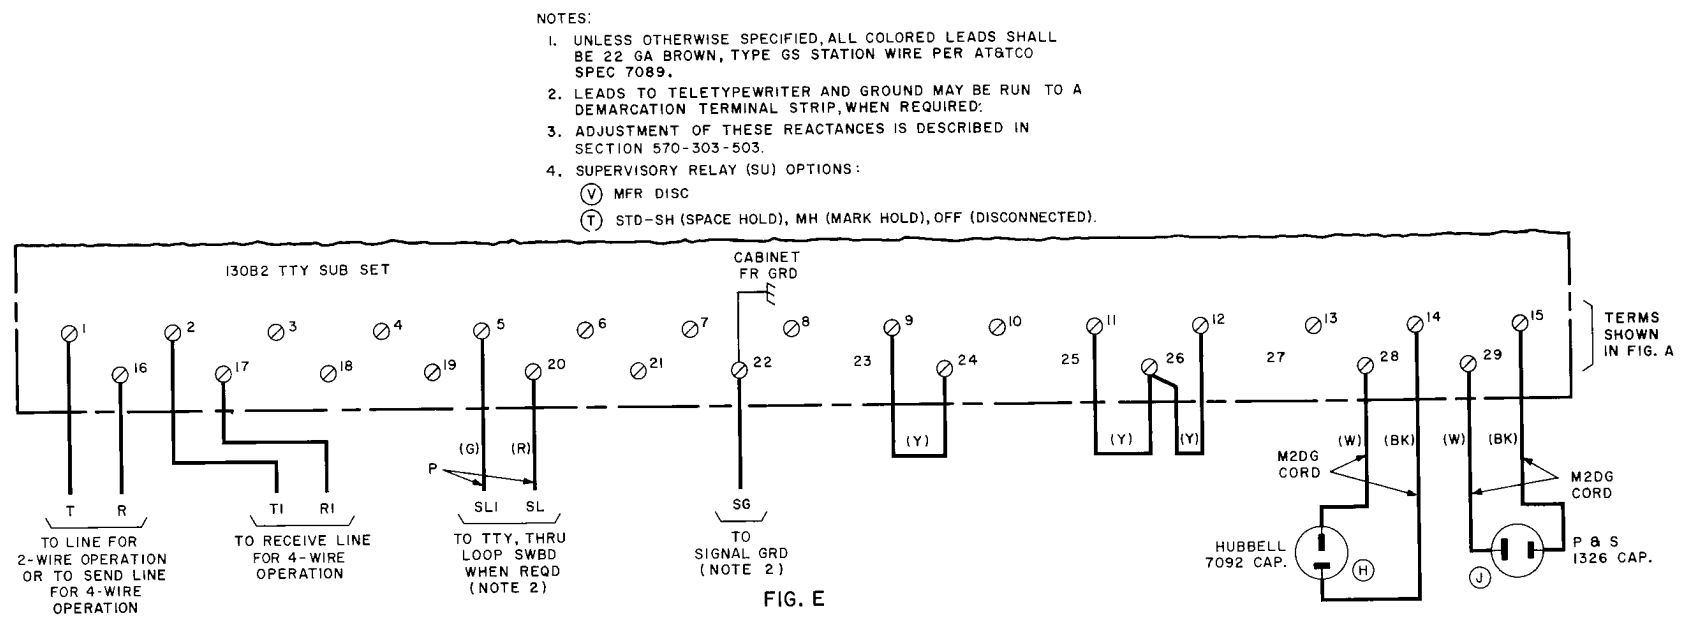 NOTES:
1. UNLESS OTHERWISE SPECIFIED, ALL COLORED LEADS SHALL
BE 22 GA BROWN, TYPE GS STATION WIRE PER AT&TCO
SPEC 7089.
2. LEADS TO TELETYPEWRITER AND GROUND MAY BE RUN TO A
DEMARCATION TERMINAL STRIP, WHEN REQUIRED.
3. ADJUSTMENT OF THESE REACTANCES IS DESCRIBED IN
SECTION 570-303-503.
4. SUPERVISORY RELAY (SU) OPTIONS:
V MFR DISC
T STD-SH (SPACE HOLD), MH (MARK HOLD), OFF (DISCONNECTED).
130B2 TTY SUB SET
CABINET
FR GRD
1 2 3 4 5 6 7 8 9 10 11 12 13 14 15
16 17 18 19 20 21 22 23 24 25 26 27 28 29
TERMS
SHOWN
IN FIG. A
(G) (R) (Y) (Y) (Y) (W) (BK) (W) (BK)
P
M2DG
CORD
M2DG
CORD
T R T1 R1 SL1 SL SG
TO LINE FOR
2-WIRE OPERATION
OR TO SEND LINE
FOR 4-WIRE
OPERATION
TO RECEIVE LINE
FOR 4-WIRE
OPERATION
TO TTY, THRU
LOOP SWBD
WHEN REQD
(NOTE 2)
TO
SIGNAL GRD
(NOTE 2)
HUBBELL
7092 CAP.
H
J
P & S
1326 CAP.
FIG. E